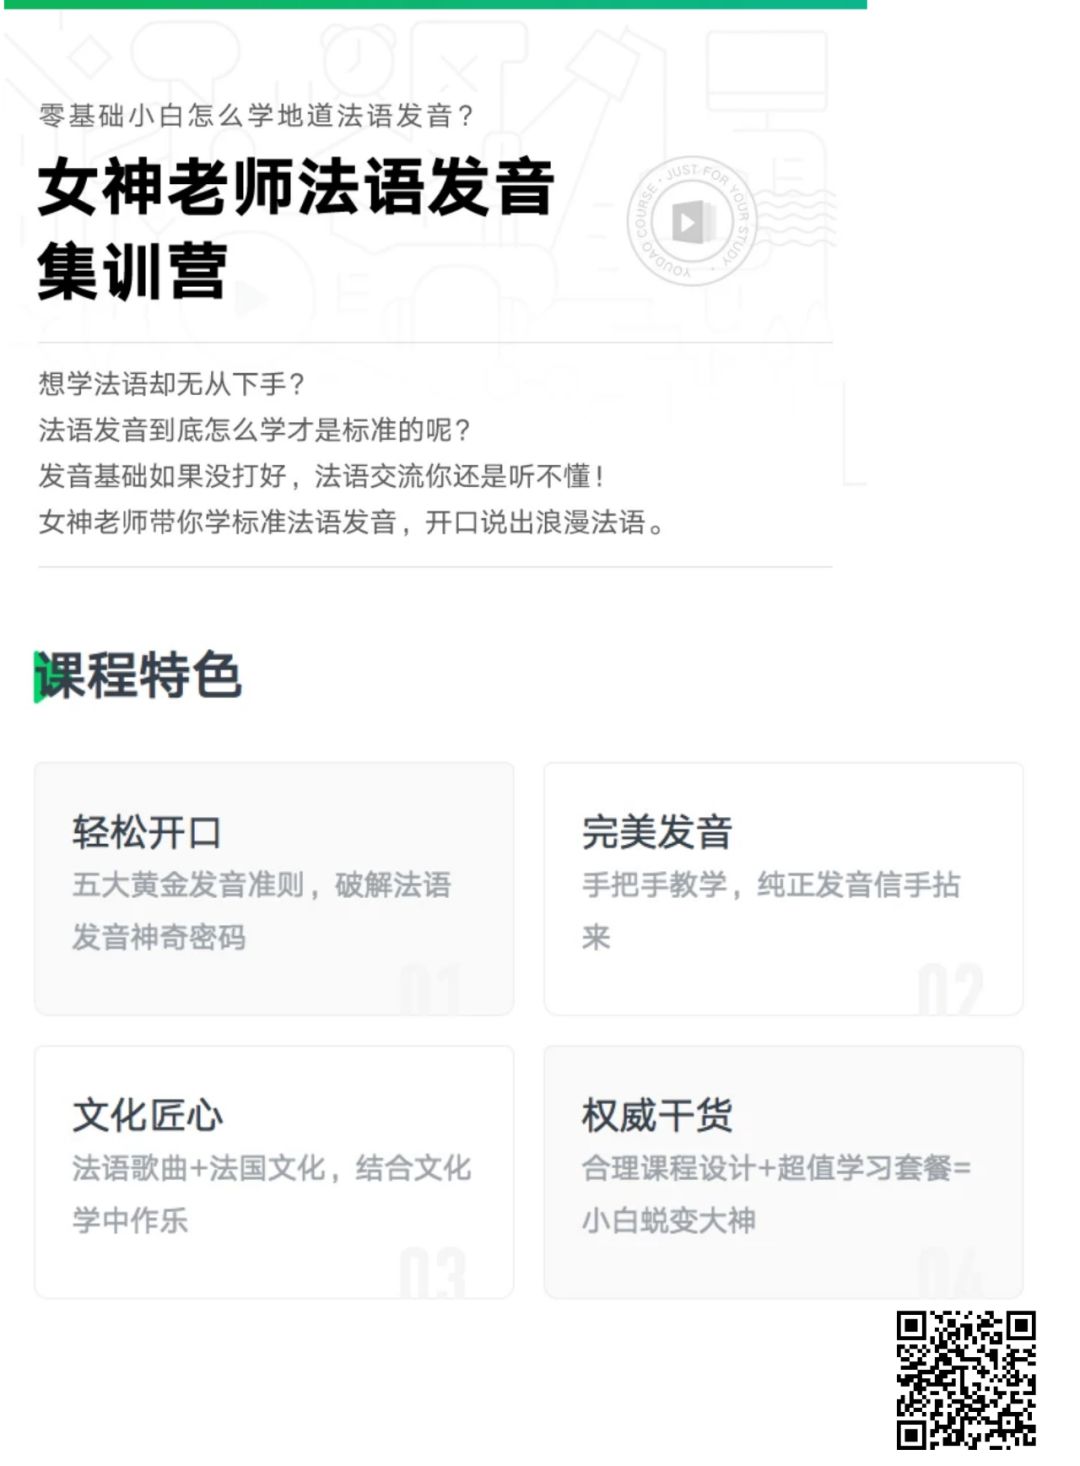 零基础小白怎么学地道法语发音？
女神老师法语发音
集训营
YOUDAO COURSE · JUST FOR YOUR STUDY ·
想学法语却无从下手？
法语发音到底怎么学才是标准的呢？
发音基础如果没打好，法语交流你还是听不懂！
女神老师带你学标准法语发音，开口说出浪漫法语。
课程特色
轻松开口
五大黄金发音准则，破解法语
发音神奇密码
01
完美发音
手把手教学，纯正发音信手拈
来
02
文化匠心
法语歌曲+法国文化，结合文化
学中作乐
03
权威干货
合理课程设计+超值学习套餐=
小白蜕变大神
04